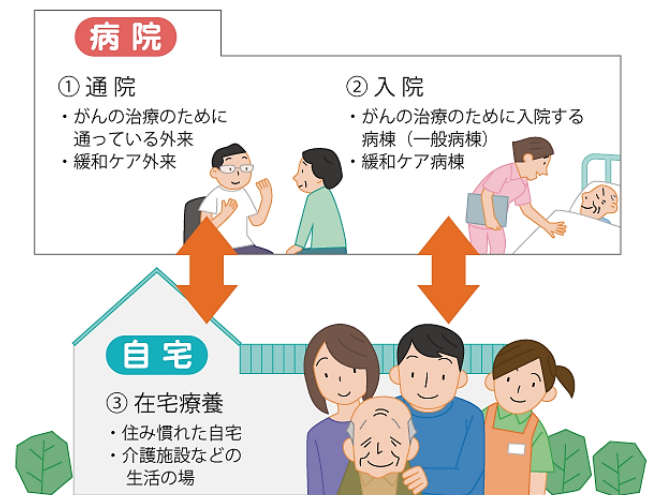 病院
① 通 院
・がんの治療のために
通っている外来
・緩和ケア外来
② 入 院
・がんの治療のために入院する
病棟（一般病棟）
・緩和ケア病棟
自宅
③ 在宅療養
・住み慣れた自宅
・介護施設などの
生活の場